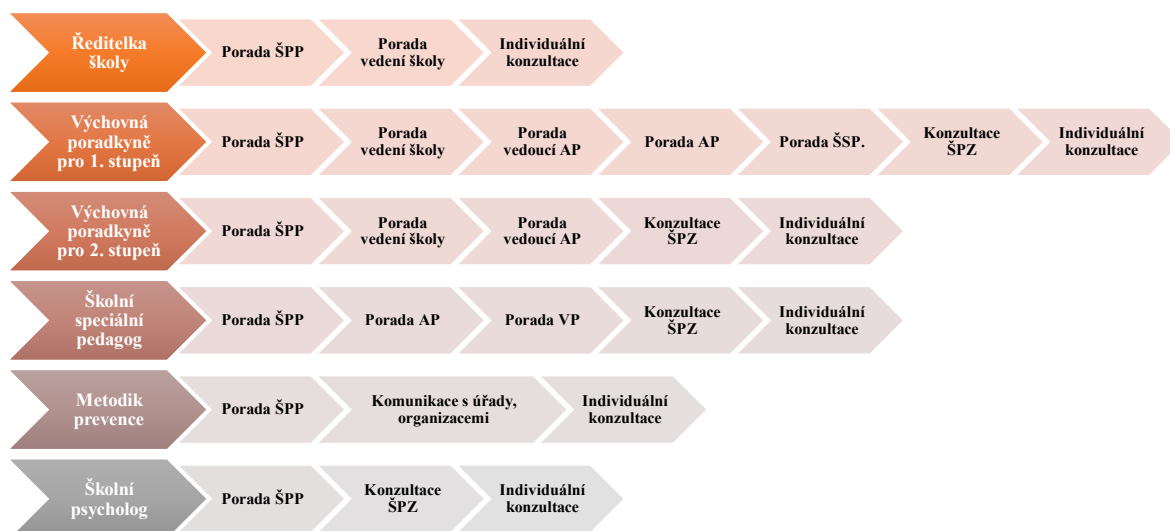 Ředitelka
školy
Porada ŠPP
Porada
vedení školy
Individuální
konzultace
Výchovná
poradkyně
pro 1. stupeň
Porada ŠPP
Porada
vedení školy
Porada
vedoucí AP
Porada AP
Porada ŠSP.
Konzultace
ŠPZ
Individuální
konzultace
Výchovná
poradkyně
pro 2. stupeň
Porada ŠPP
Porada
vedení školy
Porada
vedoucí AP
Konzultace
ŠPZ
Individuální
konzultace
Školní
speciální
pedagog
Porada ŠPP
Porada AP
Porada VP
Konzultace
ŠPZ
Individuální
konzultace
Metodik
prevence
Porada ŠPP
Komunikace s úřady,
organizacemi
Individuální
konzultace
Školní
psycholog
Porada ŠPP
Konzultace
ŠPZ
Individuální
konzultace